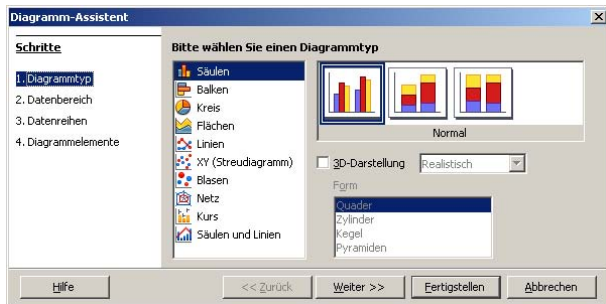 Diagramm-Assistent
Schritte
1. Diagrammtyp
2. Datenbereich
3. Datenreihen
4. Diagrammelemente
Bitte wählen Sie einen Diagrammtyp
Säulen
Balken
Kreis
Flächen
Linien
XY (Streudiagramm)
Blasen
Netz
Kurs
Säulen und Linien
Normal
3D-Darstellung Realistisch
Form
Quader
Zylinder
Kegel
Pyramiden
Hilfe << Zurück Weiter >> Fertigstellen Abbrechen